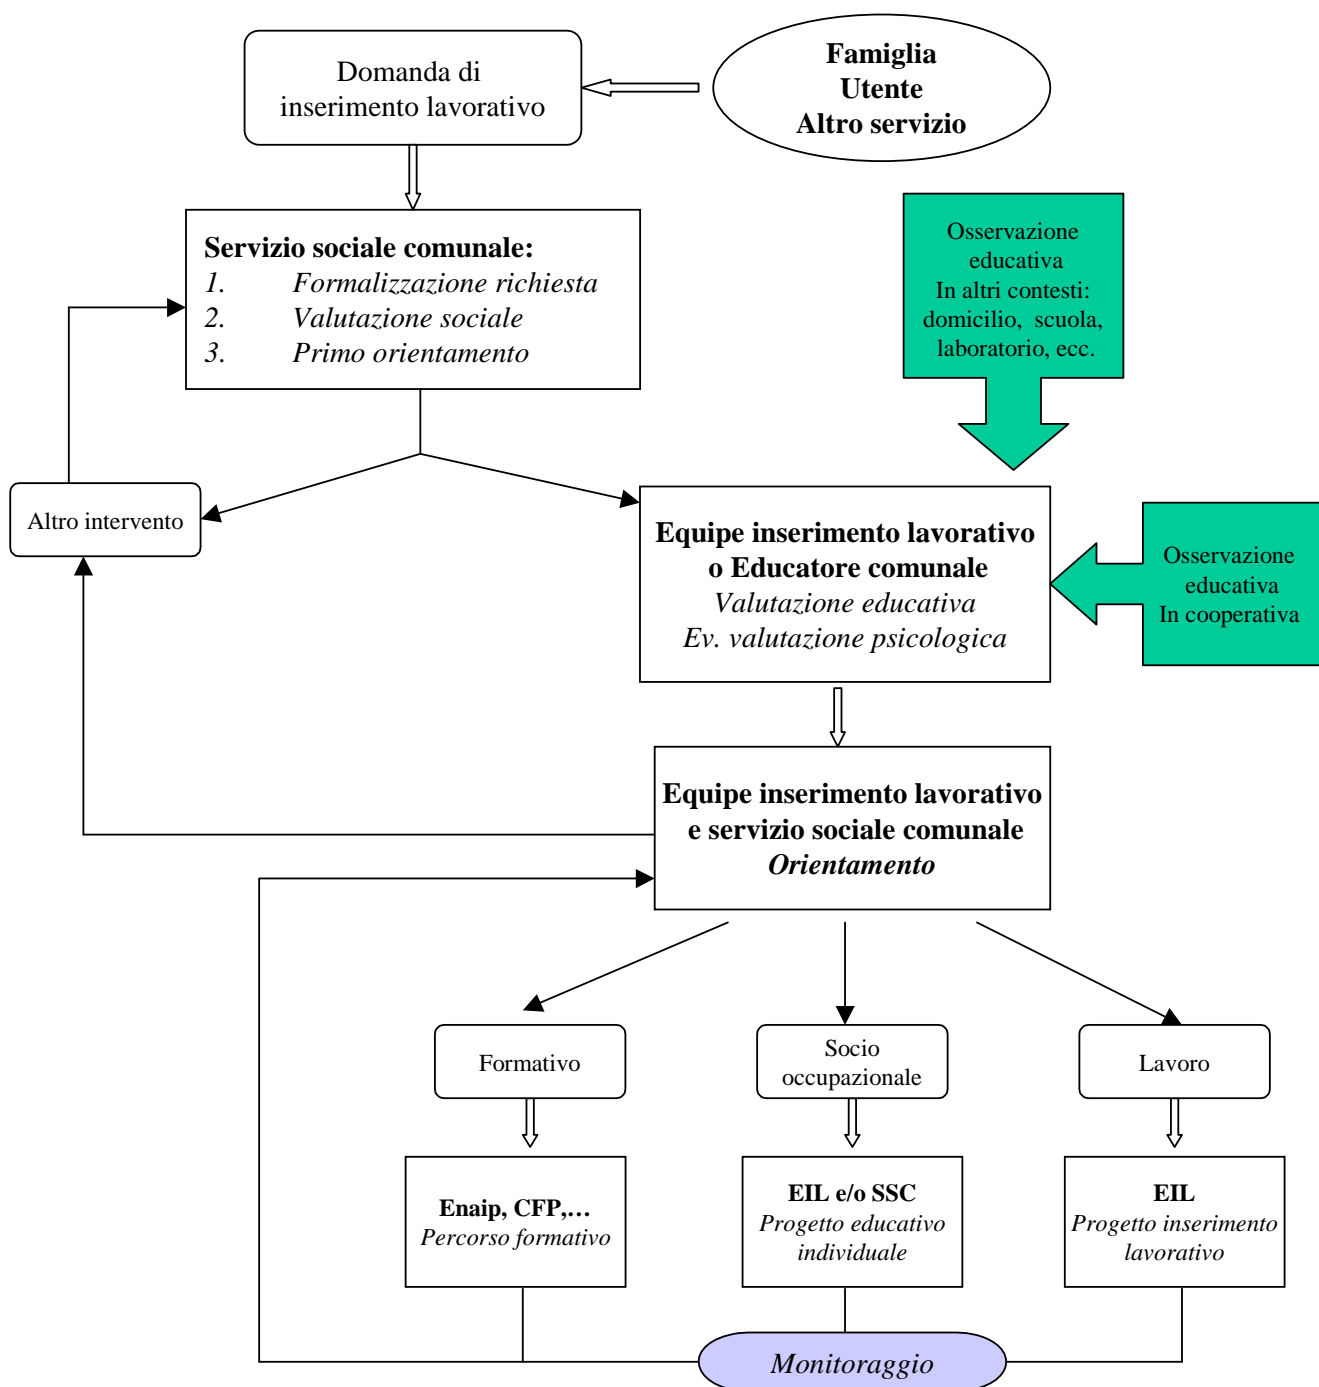 Domanda di
inserimento lavorativo
Famiglia
Utente
Altro servizio
Servizio sociale comunale:
1. Formalizzazione richiesta
2. Valutazione sociale
3. Primo orientamento
Osservazione
educativa
In altri contesti:
domicilio, scuola,
laboratorio, ecc.
Altro intervento
Equipe inserimento lavorativo
o Educatore comunale
Valutazione educativa
Ev. valutazione psicologica
Osservazione
educativa
In cooperativa
Equipe inserimento lavorativo
e servizio sociale comunale
Orientamento
Formativo
Socio
occupazionale
Lavoro
Enaip, CFP,…
Percorso formativo
EIL e/o SSC
Progetto educativo
individuale
EIL
Progetto inserimento
lavorativo
Monitoraggio